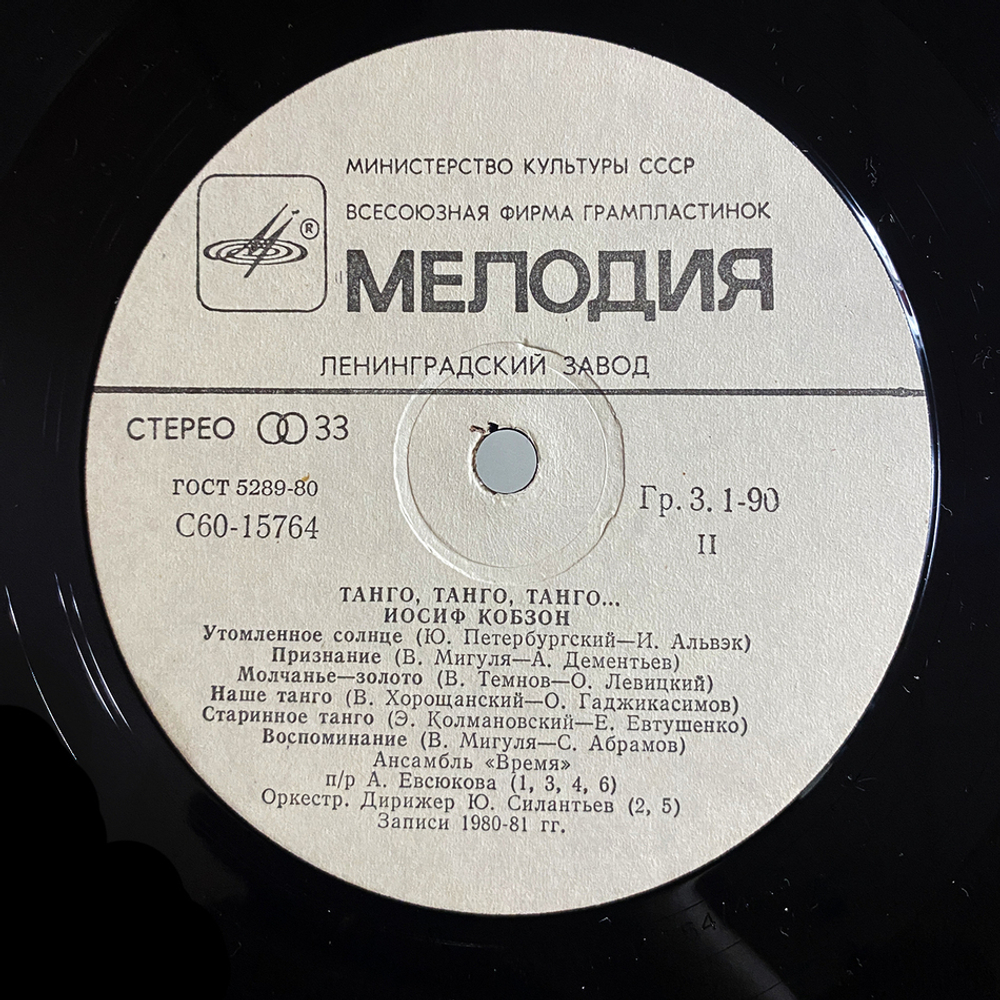 МИНИСТЕРСТВО КУЛЬТУРЫ СССР
ВСЕСОЮЗНАЯ ФИРМА ГРАМПЛАСТИНОК
®
МЕЛОДИЯ
ЛЕНИНГРАДСКИЙ ЗАВОД
СТЕРЕО 33
ГОСТ 5289-80
С60-15764
Гр. 3. 1-90
II
ТАНГО, ТАНГО, ТАНГО...
ИОСИФ КОБЗОН
Утомленное солнце (Ю. Петербургский—И. Альвэк)
Признание (В. Мигуля—А. Дементьев)
Молчанье—золото (В. Темнов—О. Левицкий)
Наше танго (В. Хорощанский—О. Гаджикасимов)
Старинное танго (Э. Колмановский—Е. Евтушенко)
Воспоминание (В. Мигуля—С. Абрамов)
Ансамбль «Время»
п/р А. Евсюкова (1, 3, 4, 6)
Оркестр. Дирижер Ю. Силантьев (2, 5)
Записи 1980-81 гг.